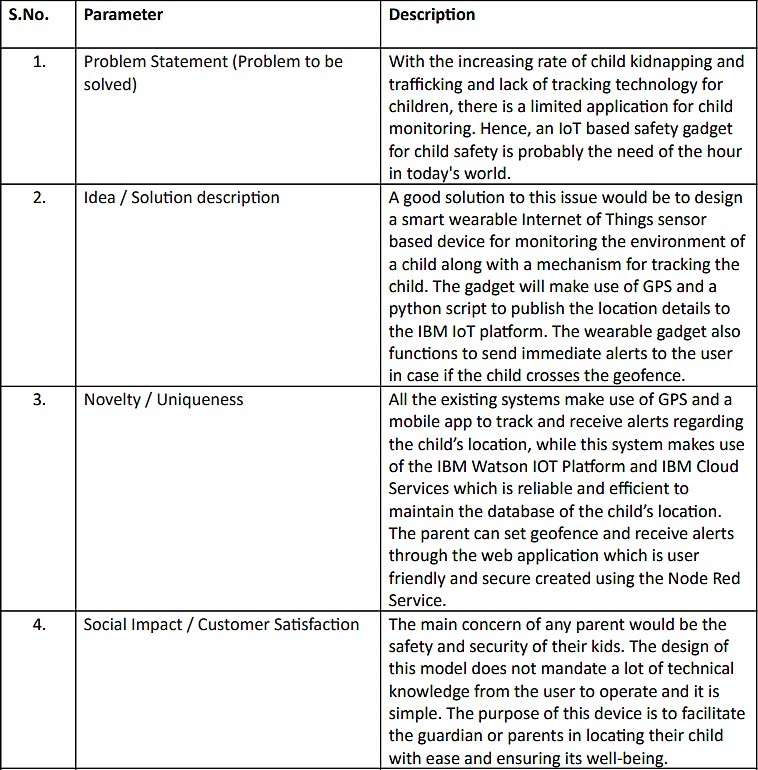 S.No. Parameter Description
1. Problem Statement (Problem to be
solved)
With the increasing rate of child kidnapping and
trafficking and lack of tracking technology for
children, there is a limited application for child
monitoring. Hence, an IoT based safety gadget
for child safety is probably the need of the hour
in today's world.
2. Idea / Solution description
A good solution to this issue would be to design
a smart wearable Internet of Things sensor
based device for monitoring the environment of
a child along with a mechanism for tracking the
child. The gadget will make use of GPS and a
python script to publish the location details to
the IBM IoT platform. The wearable gadget also
functions to send immediate alerts to the user
in case if the child crosses the geofence.
3. Novelty / Uniqueness
All the existing systems make use of GPS and a
mobile app to track and receive alerts regarding
the child’s location, while this system makes use
of the IBM Watson IOT Platform and IBM Cloud
Services which is reliable and efficient to
maintain the database of the child’s location.
The parent can set geofence and receive alerts
through the web application which is user
friendly and secure created using the Node Red
Service.
4. Social Impact / Customer Satisfaction
The main concern of any parent would be the
safety and security of their kids. The design of
this model does not mandate a lot of technical
knowledge from the user to operate and it is
simple. The purpose of this device is to facilitate
the guardian or parents in locating their child
with ease and ensuring its well-being.